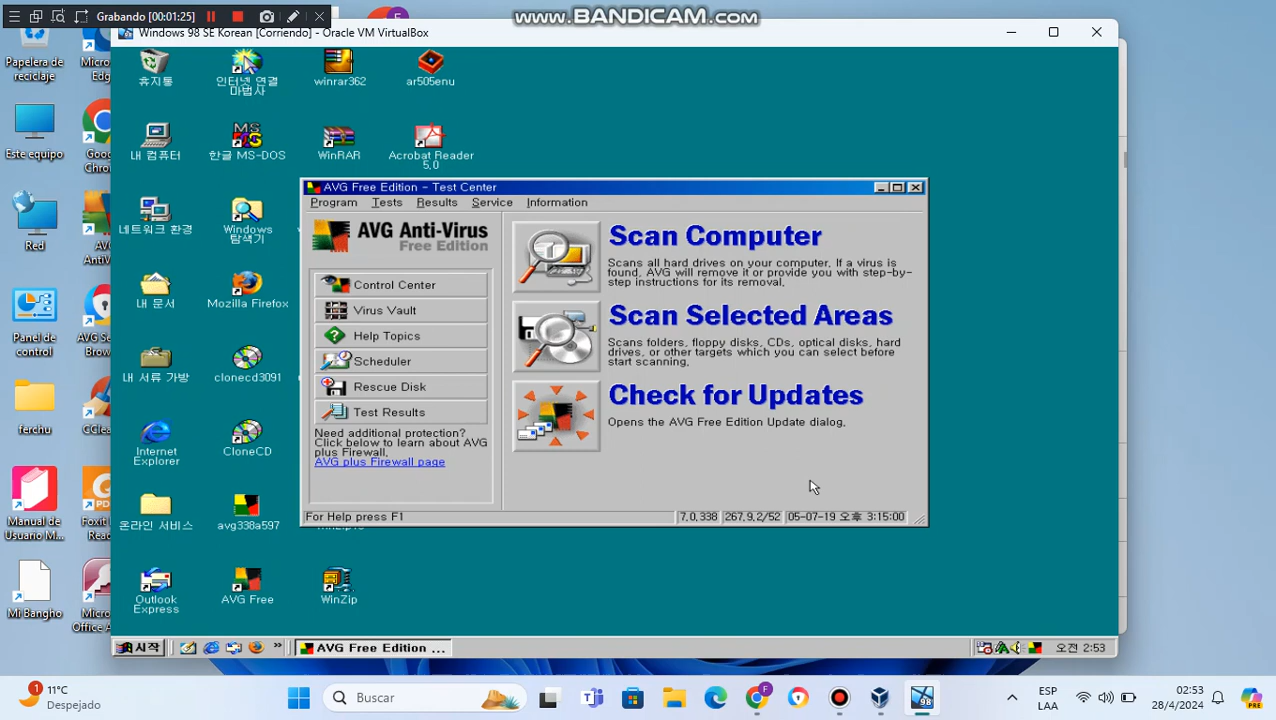 Grabando [00:01:25]
WWW.BANDICAM.COM
Windows 98 SE Korean [Corriendo] - Oracle VM VirtualBox
Papelera de
reciclaje
Este equipo
Red
Panel de
control
ferchu
Manual de
Usuario M...
Mi Bangho
휴지통
인터넷 연결
마법사
winrar362
ar505enu
내 컴퓨터
한글 MS-DOS
WinRAR
Acrobat Reader
5.0
네트워크 환경
Windows
탐색기
내 문서
Mozilla Firefox
내 서류 가방
clonecd3091
Internet
Explorer
CloneCD
온라인 서비스
avg338a597
Outlook
Express
AVG Free
WinZip
AVG Free Edition - Test Center
Program Tests Results Service Information
AVG Anti-Virus
Free Edition
Control Center
Virus Vault
Help Topics
Scheduler
Rescue Disk
Test Results
Need additional protection?
Click below to learn about AVG
plus Firewall.
AVG plus Firewall page
Scan Computer
Scans all hard drives on your computer. If a virus is
found, AVG will remove it or provide you with step-by-
step instructions for its removal.
Scan Selected Areas
Scans folders, floppy disks, CDs, optical disks, hard
drives, or other targets which you can select before
start scanning.
Check for Updates
Opens the AVG Free Edition Update dialog.
For Help press F1
7.0.338 267.9.2/52 05-07-19 오후 3:15:00
시작
AVG Free Edition ...
오전 2:53
1
11°C
Despejado
Buscar
ESP
LAA
02:53
28/4/2024